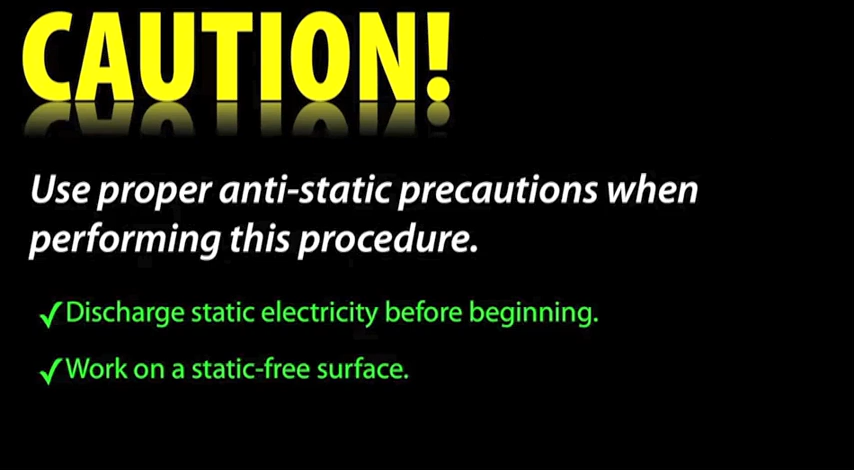 CAUTION!
Use proper anti-static precautions when
performing this procedure.
✓Discharge static electricity before beginning.
✓Work on a static-free surface.